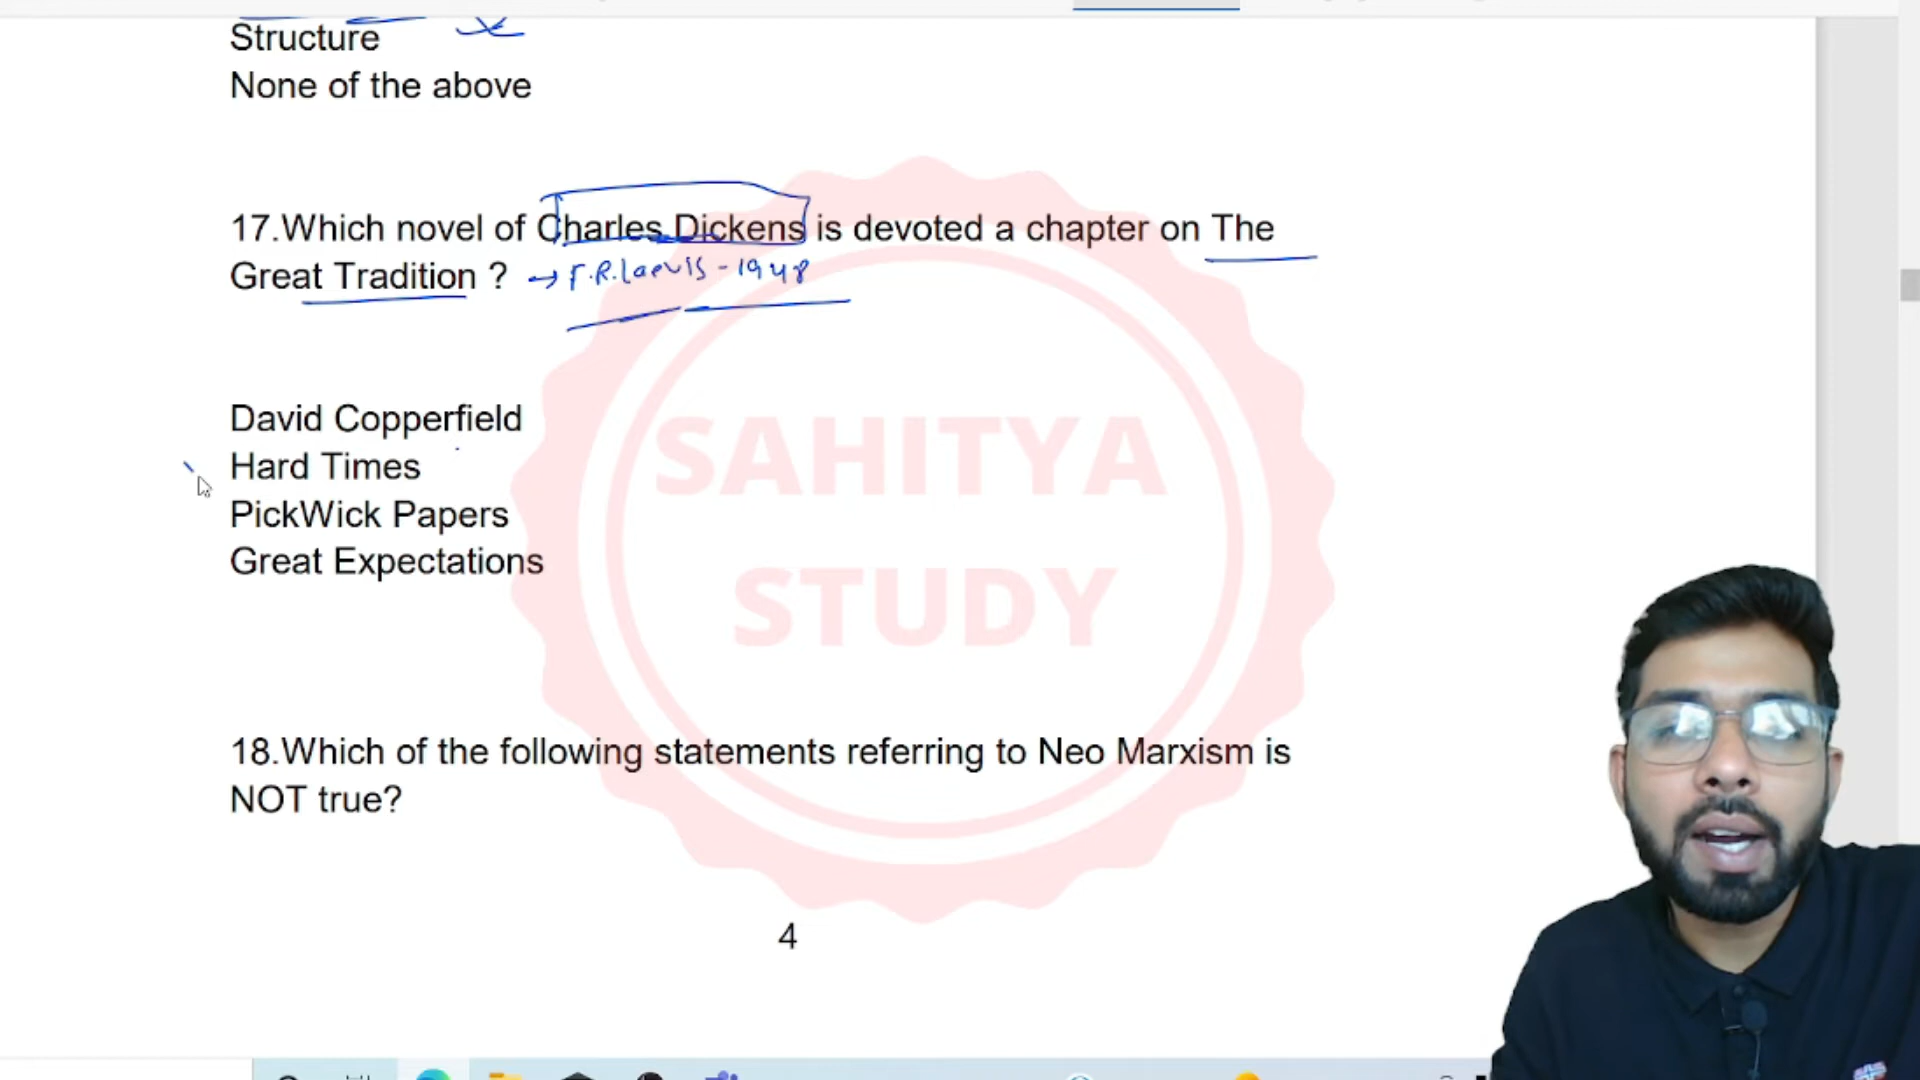 Structure
None of the above
17.Which novel of Charles Dickens is devoted a chapter on The
Great Tradition ? → F.R.Laevis - 1948
David Copperfield
Hard Times
PickWick Papers
Great Expectations
SAHITYA
STUDY
18.Which of the following statements referring to Neo Marxism is
NOT true?
4